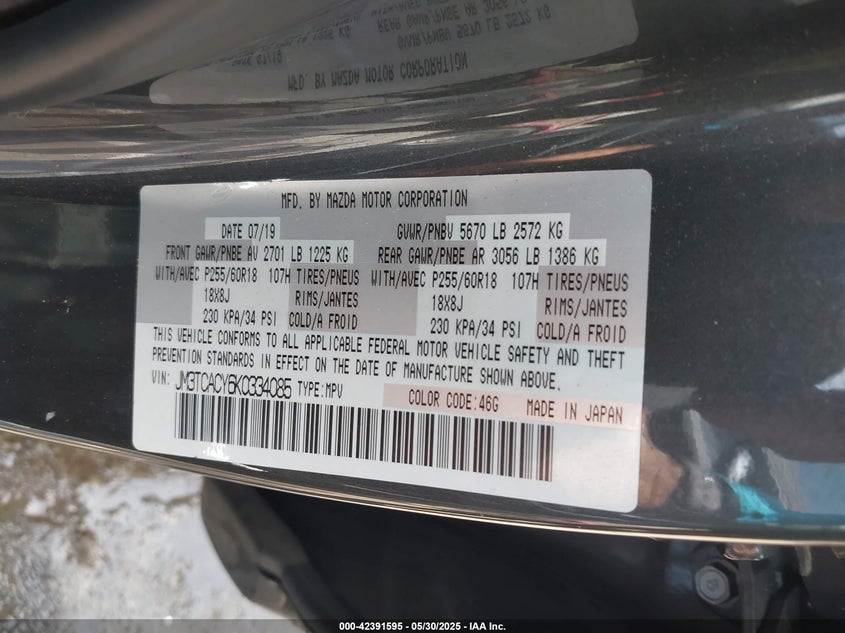 MFD. BY MAZDA MOTOR CORPORATION
DATE 07/19 GVWR/PNBV 5670 LB 2572 KG
FRONT GAWR/PNBE AV 2701 LB 1225 KG REAR GAWR/PNBE AR 3056 LB 1386 KG
WITH/AVEC P255/60R18 107H TIRES/PNEUS WITH/AVEC P255/60R18 107H TIRES/PNEUS
18X8J RIMS/JANTES 18X8J RIMS/JANTES
230 KPA/34 PSI COLD/A FROID 230 KPA/34 PSI COLD/A FROID
THIS VEHICLE CONFORMS TO ALL APPLICABLE FEDERAL MOTOR VEHICLE SAFETY AND THEFT
PREVENTION STANDARDS IN EFFECT ON THE DATE OF MANUFACTURE SHOWN ABOVE.
VIN: JM3TCACY6K0334085 TYPE:MPV
COLOR CODE:46G MADE IN JAPAN
000-42391595 - 05/30/2025 - IAA Inc.